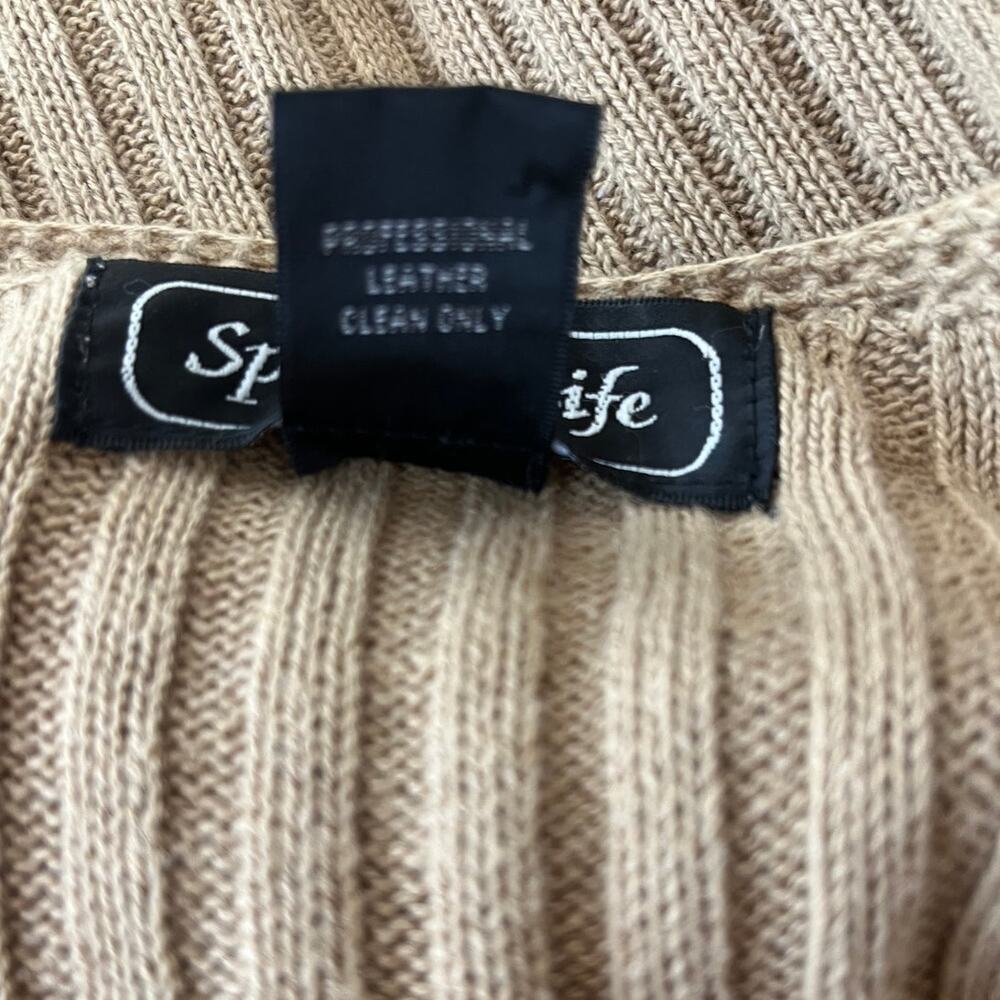 PROFESSIONAL
LEATHER
CLEAN ONLY
Sp ife